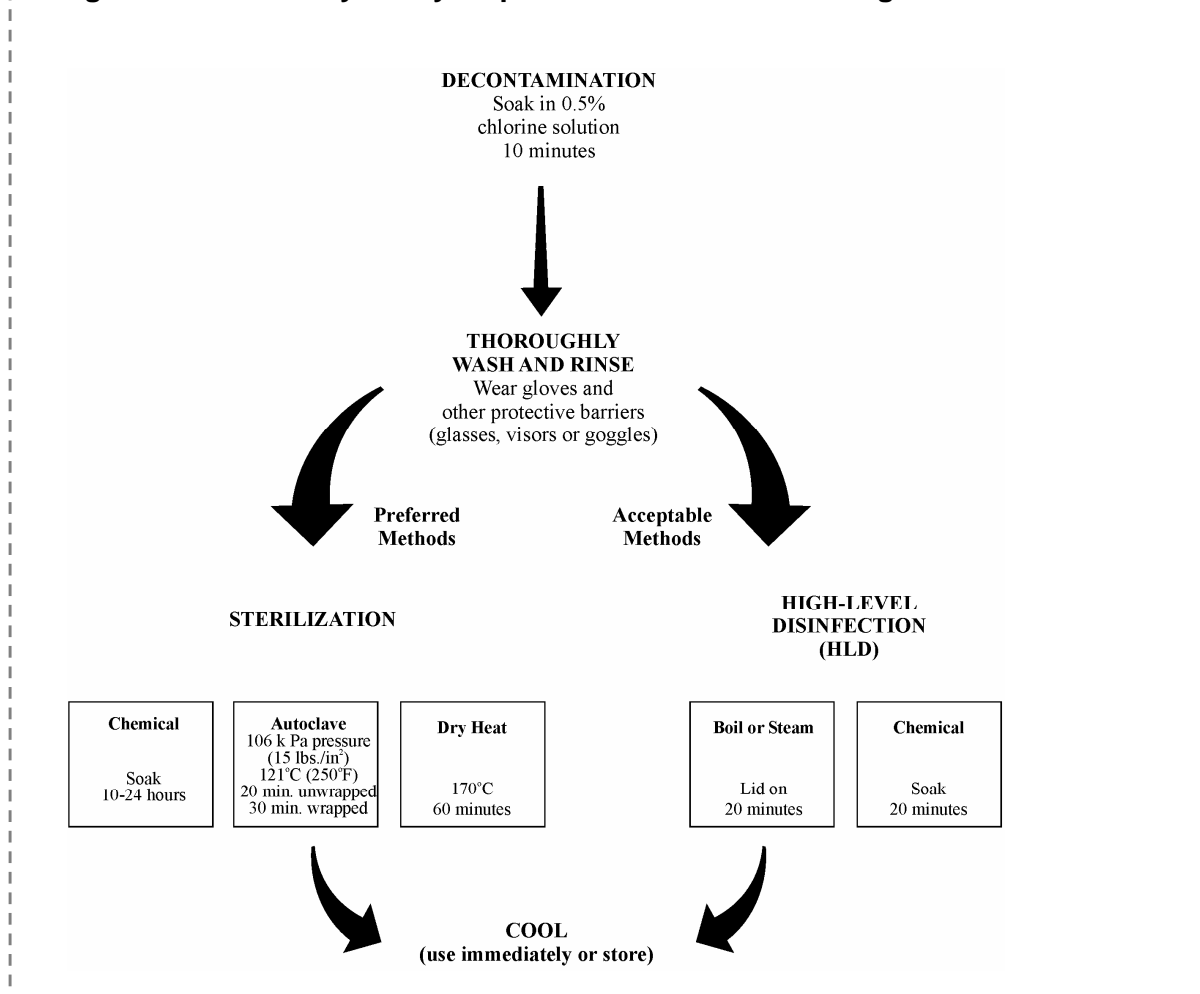 DECONTAMINATION
Soak in 0.5%
chlorine solution
10 minutes
THOROUGHLY
WASH AND RINSE
Wear gloves and
other protective barriers
(glasses, visors or goggles)
Preferred
Methods
Acceptable
Methods
STERILIZATION
HIGH-LEVEL
DISINFECTION
(HLD)
Chemical
Soak
10-24 hours
Autoclave
106 k Pa pressure
(15 lbs./in²)
121°C (250°F)
20 min. unwrapped
30 min. wrapped
Dry Heat
170°C
60 minutes
Boil or Steam
Lid on
20 minutes
Chemical
Soak
20 minutes
COOL
(use immediately or store)